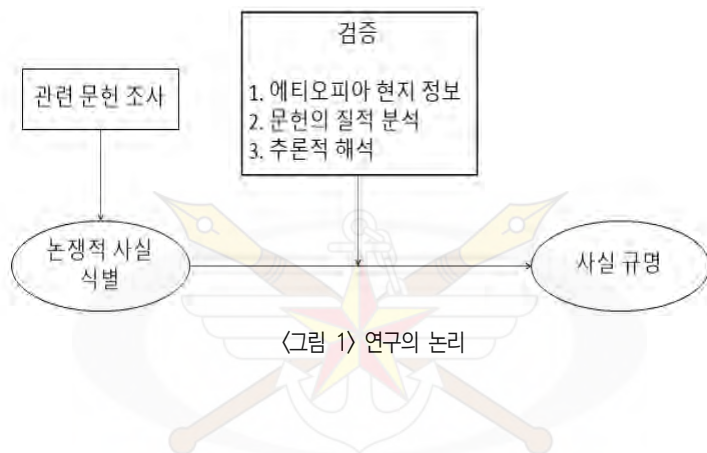 검증
관련 문헌 조사
1. 에티오피아 현지 정보
2. 문헌의 질적 분석
3. 추론적 해석
논쟁적 사실
식별
사실 규명
〈그림 1〉 연구의 논리